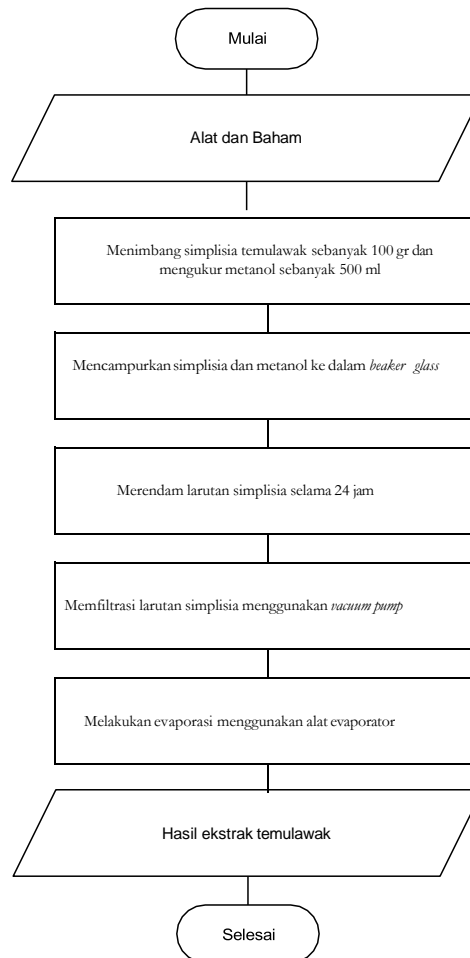 Mulai
Alat dan Baham
Menimbang simplisia temulawak sebanyak 100 gr dan
mengukur metanol sebanyak 500 ml
Mencampurkan simplisia dan metanol ke dalam beaker glass
Merendam larutan simplisia selama 24 jam
Memfiltrasi larutan simplisia menggunakan vacuum pump
Melakukan evaporasi menggunakan alat evaporator
Hasil ekstrak temulawak
Selesai